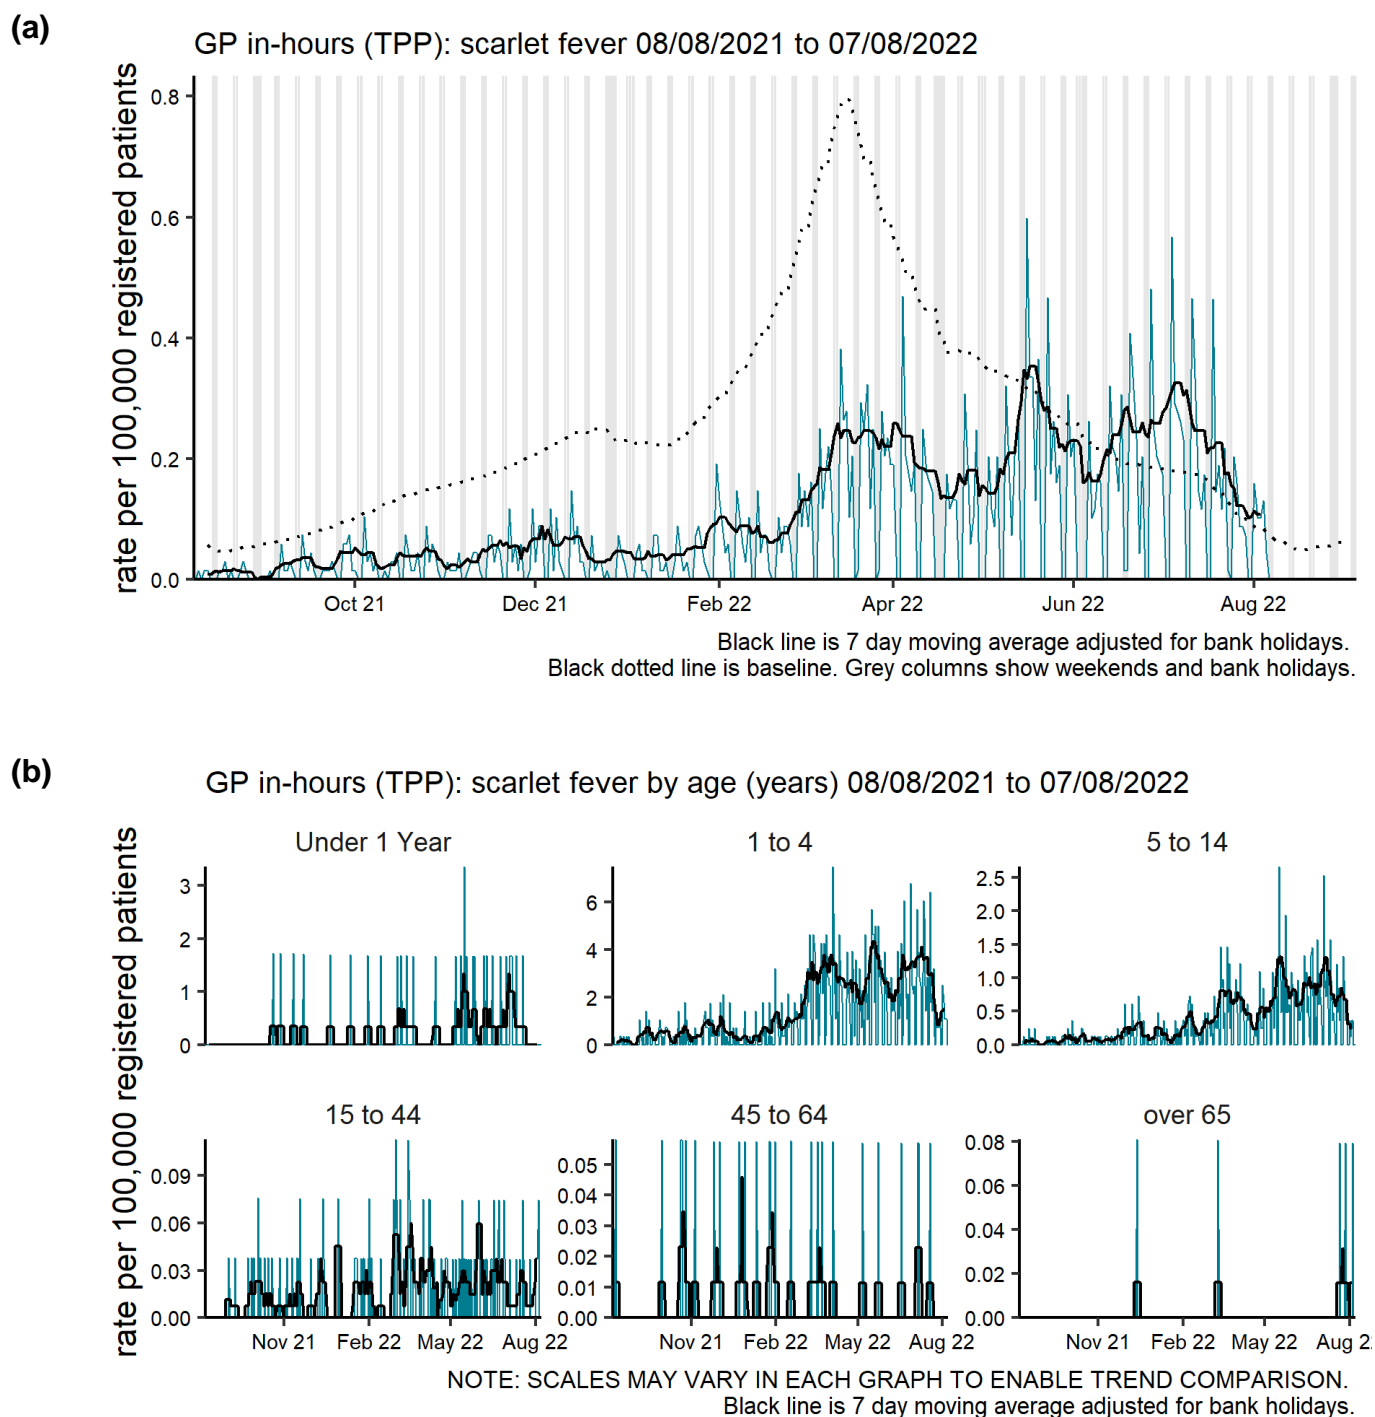 (a)
GP in-hours (TPP): scarlet fever 08/08/2021 to 07/08/2022
rate per 100,000 registered patients
0.8
0.6
0.4
0.2
0.0
Oct 21 Dec 21 Feb 22 Apr 22 Jun 22 Aug 22
Black line is 7 day moving average adjusted for bank holidays.
Black dotted line is baseline. Grey columns show weekends and bank holidays.
(b)
GP in-hours (TPP): scarlet fever by age (years) 08/08/2021 to 07/08/2022
rate per 100,000 registered patients
Under 1 Year 1 to 4 5 to 14
3
2
1
0
6
4
2
0
2.5
2.0
1.5
1.0
0.5
0.0
15 to 44 45 to 64 over 65
0.09
0.06
0.03
0.00
0.05
0.04
0.03
0.02
0.01
0.00
0.08
0.06
0.04
0.02
0.00
Nov 21 Feb 22 May 22 Aug 22 Nov 21 Feb 22 May 22 Aug 22 Nov 21 Feb 22 May 22 Aug 2
NOTE: SCALES MAY VARY IN EACH GRAPH TO ENABLE TREND COMPARISON.
Black line is 7 day moving average adjusted for bank holidays.